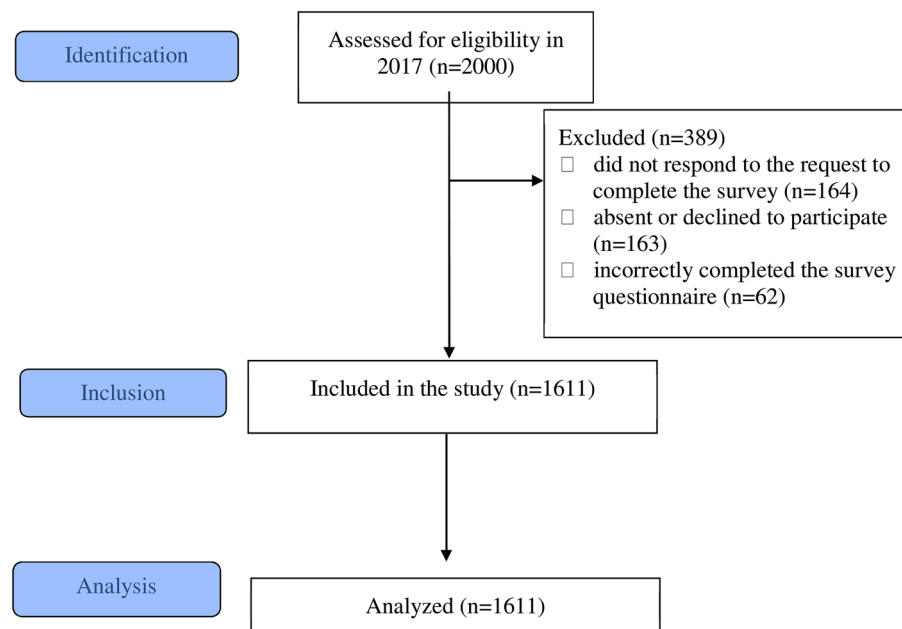 Identification
Assessed for eligibility in
2017 (n=2000)
Excluded (n=389)
did not respond to the request to
complete the survey (n=164)
absent or declined to participate
(n=163)
incorrectly completed the survey
questionnaire (n=62)
Inclusion
Included in the study (n=1611)
Analysis
Analyzed (n=1611)